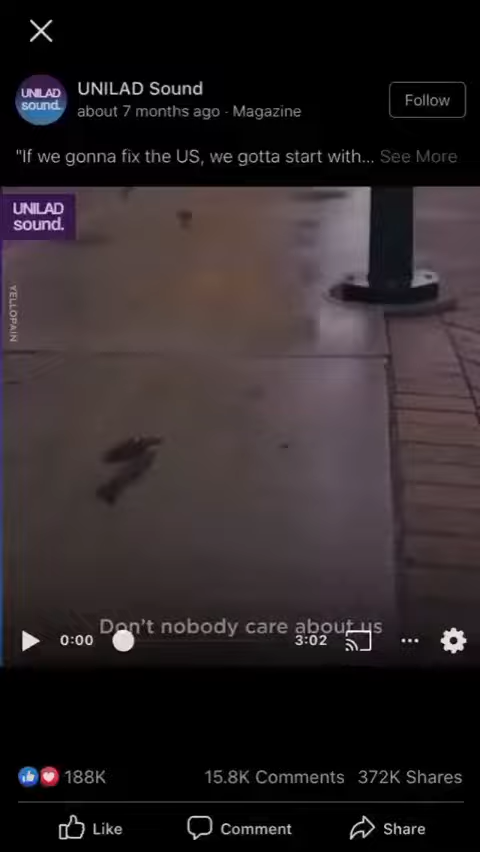 UNILAD
sound.
UNILAD Sound
about 7 months ago · Magazine
Follow
"If we gonna fix the US, we gotta start with... See More
UNILAD
sound.
YELLOPAIN
Don't nobody care about us
0:00
3:02
188K
15.8K Comments 372K Shares
Like
Comment
Share